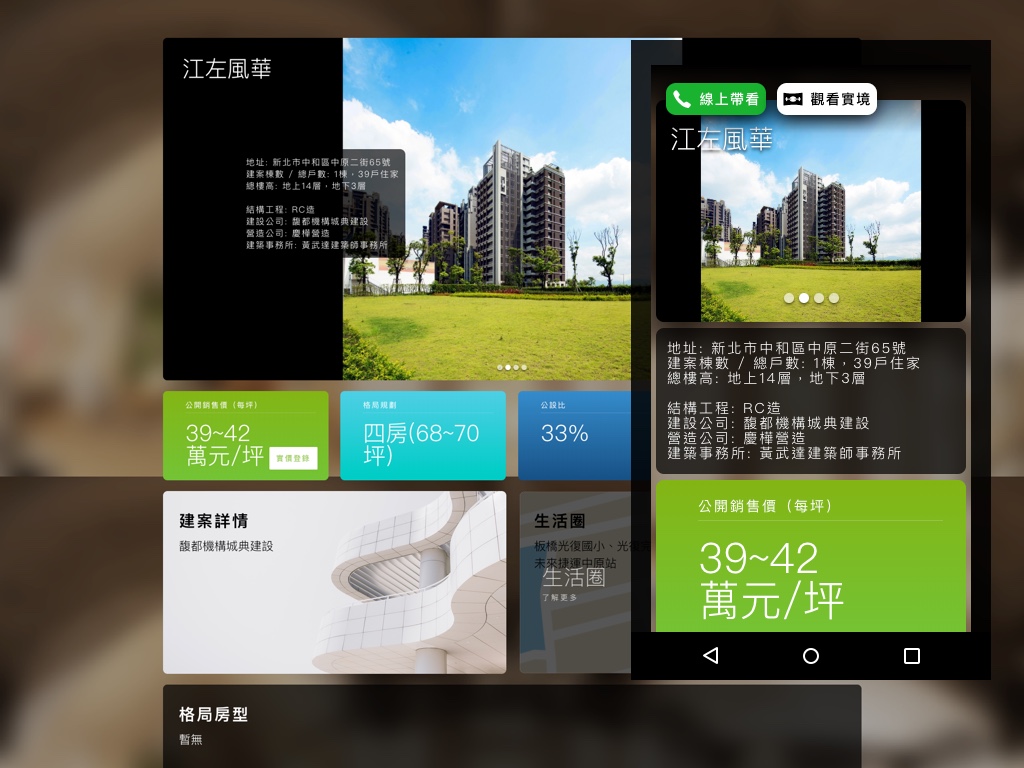 江左風華
地址: 新北市中和區中原二街65號
建案棟數 / 總戶數: 1棟，39戶住家
總樓高: 地上14層，地下3層
結構工程: RC造
建設公司: 馥都機構城典建設
營造公司: 慶樺營造
建築事務所: 黃武達建築師事務所
公開銷售價（每坪）
39~42
萬元/坪
實價登錄
格局規劃
四房(68~70
坪)
公設比
33%
建案詳情
馥都機構城典建設
生活圈
板橋光復國小、光復
未來捷運中原站
生活圈
了解更多
格局房型
暫無
線上帶看
觀看實境
江左風華
地址: 新北市中和區中原二街65號
建案棟數 / 總戶數: 1棟，39戶住家
總樓高: 地上14層，地下3層
結構工程: RC造
建設公司: 馥都機構城典建設
營造公司: 慶樺營造
建築事務所: 黃武達建築師事務所
公開銷售價（每坪）
39~42
萬元/坪